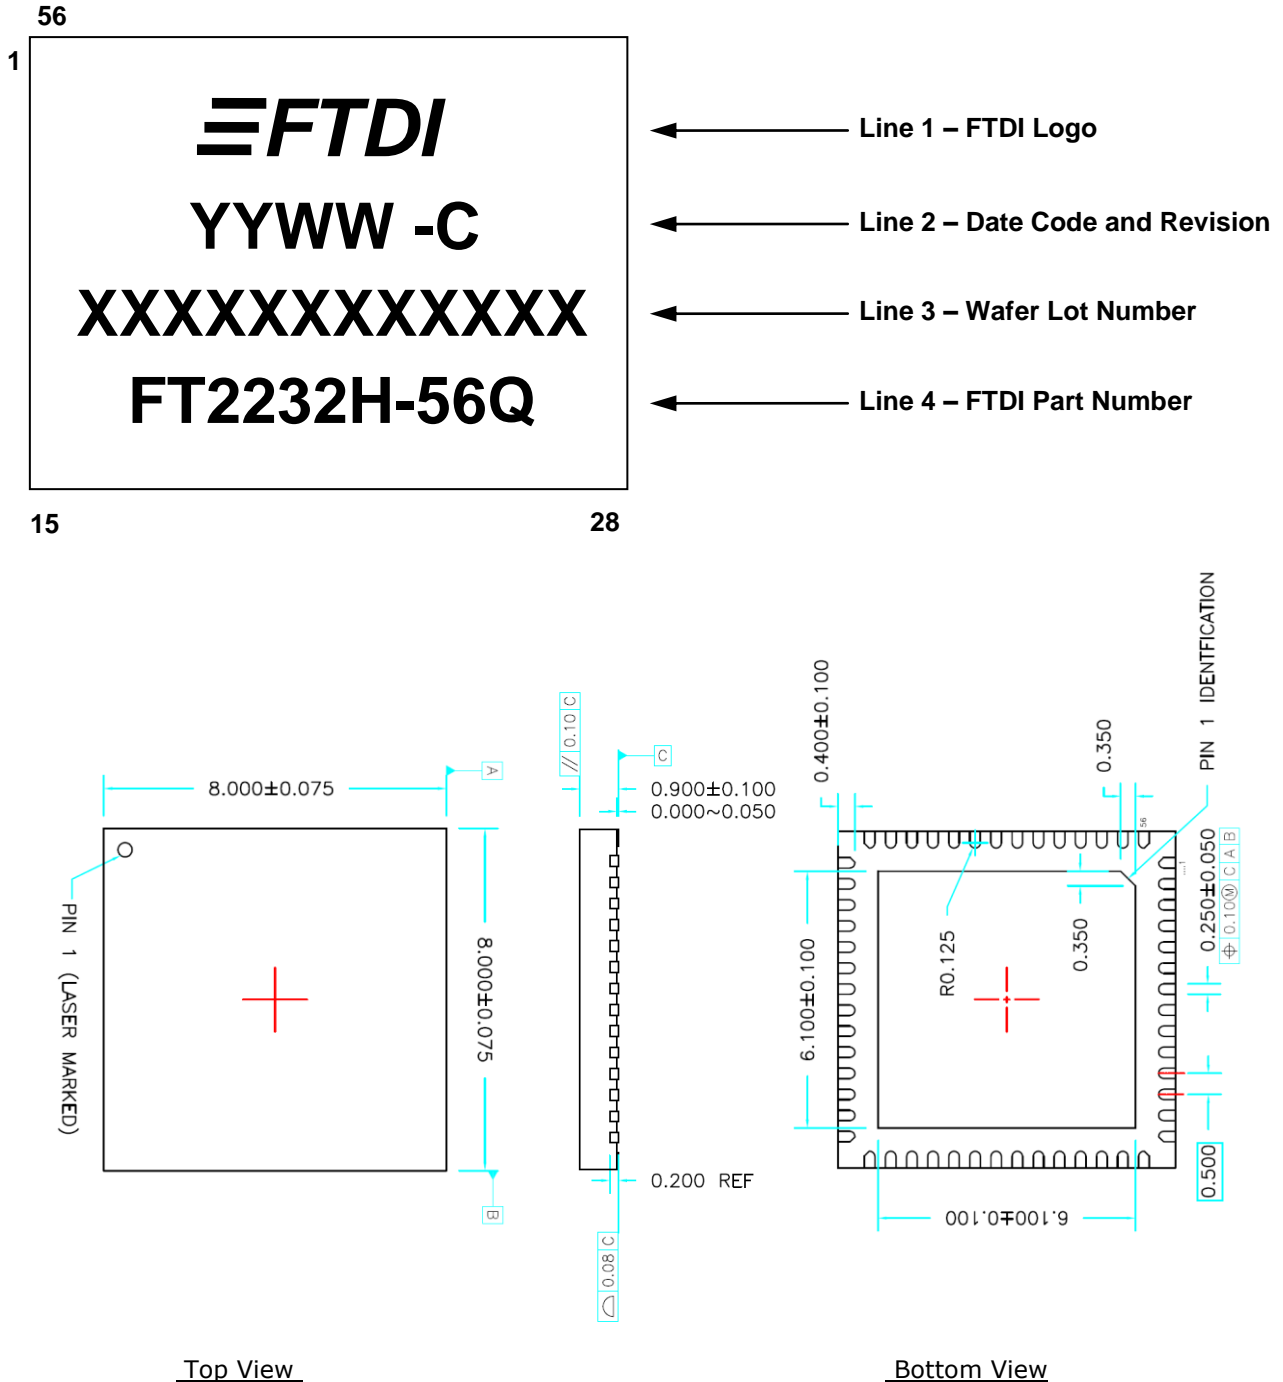 56
1
FTDI
Line 1 – FTDI Logo
YYWW -C
Line 2 – Date Code and Revision
XXXXXXXXXXXX
Line 3 – Wafer Lot Number
FT2232H-56Q
Line 4 – FTDI Part Number
15
28
8.000±0.075
A
PIN 1 (LASER MARKED)
8.000±0.075
B
// 0.10 C
C
0.900±0.100
0.000~0.050
0.200 REF
0.08 C
0.400±0.100
0.350
PIN 1 IDENTFICATION
56
1
0.250±0.050
⌖ 0.10Ⓜ C A B
R0.125
0.350
6.100±0.100
0.500
6.100±0.100
Top View
Bottom View